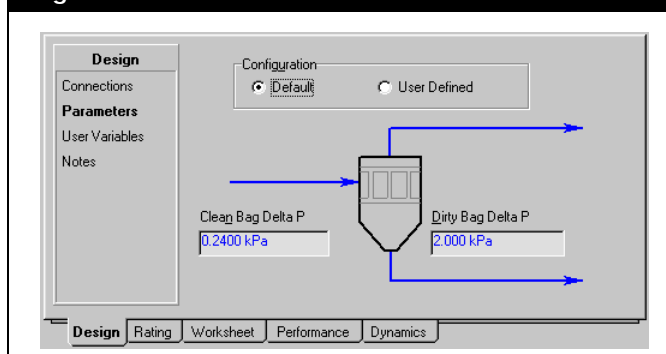 Design
Configuration
Connections
Default
User Defined
Parameters
User Variables
Notes
Clean Bag Delta P
Dirty Bag Delta P
0.2400 kPa
2.000 kPa
Design
Rating
Worksheet
Performance
Dynamics